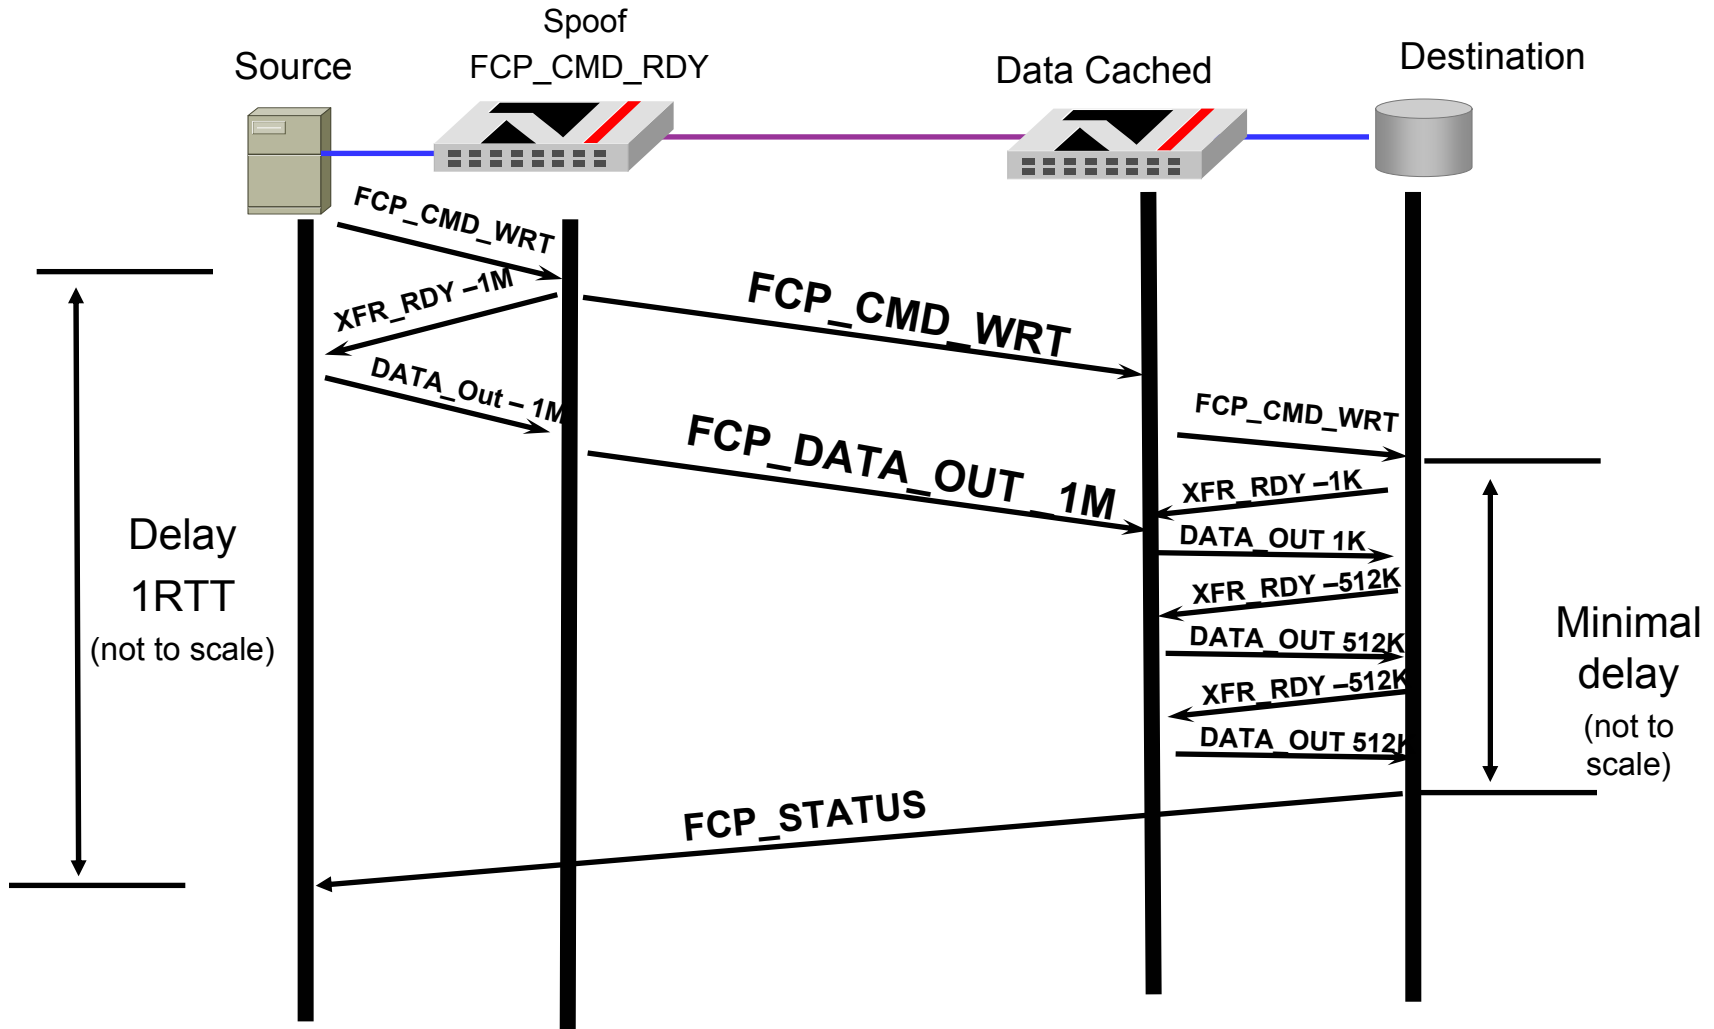 Spoof
FCP_CMD_RDY
Source
Data Cached
Destination
FCP_CMD_WRT
XFR_RDY –1M
DATA_Out – 1M
FCP_CMD_WRT
FCP_DATA_OUT _1M
FCP_CMD_WRT
XFR_RDY –1K
DATA_OUT 1K
XFR_RDY –512K
DATA_OUT 512K
XFR_RDY –512K
DATA_OUT 512K
FCP_STATUS
Delay
1RTT
(not to scale)
Minimal
delay
(not to
scale)